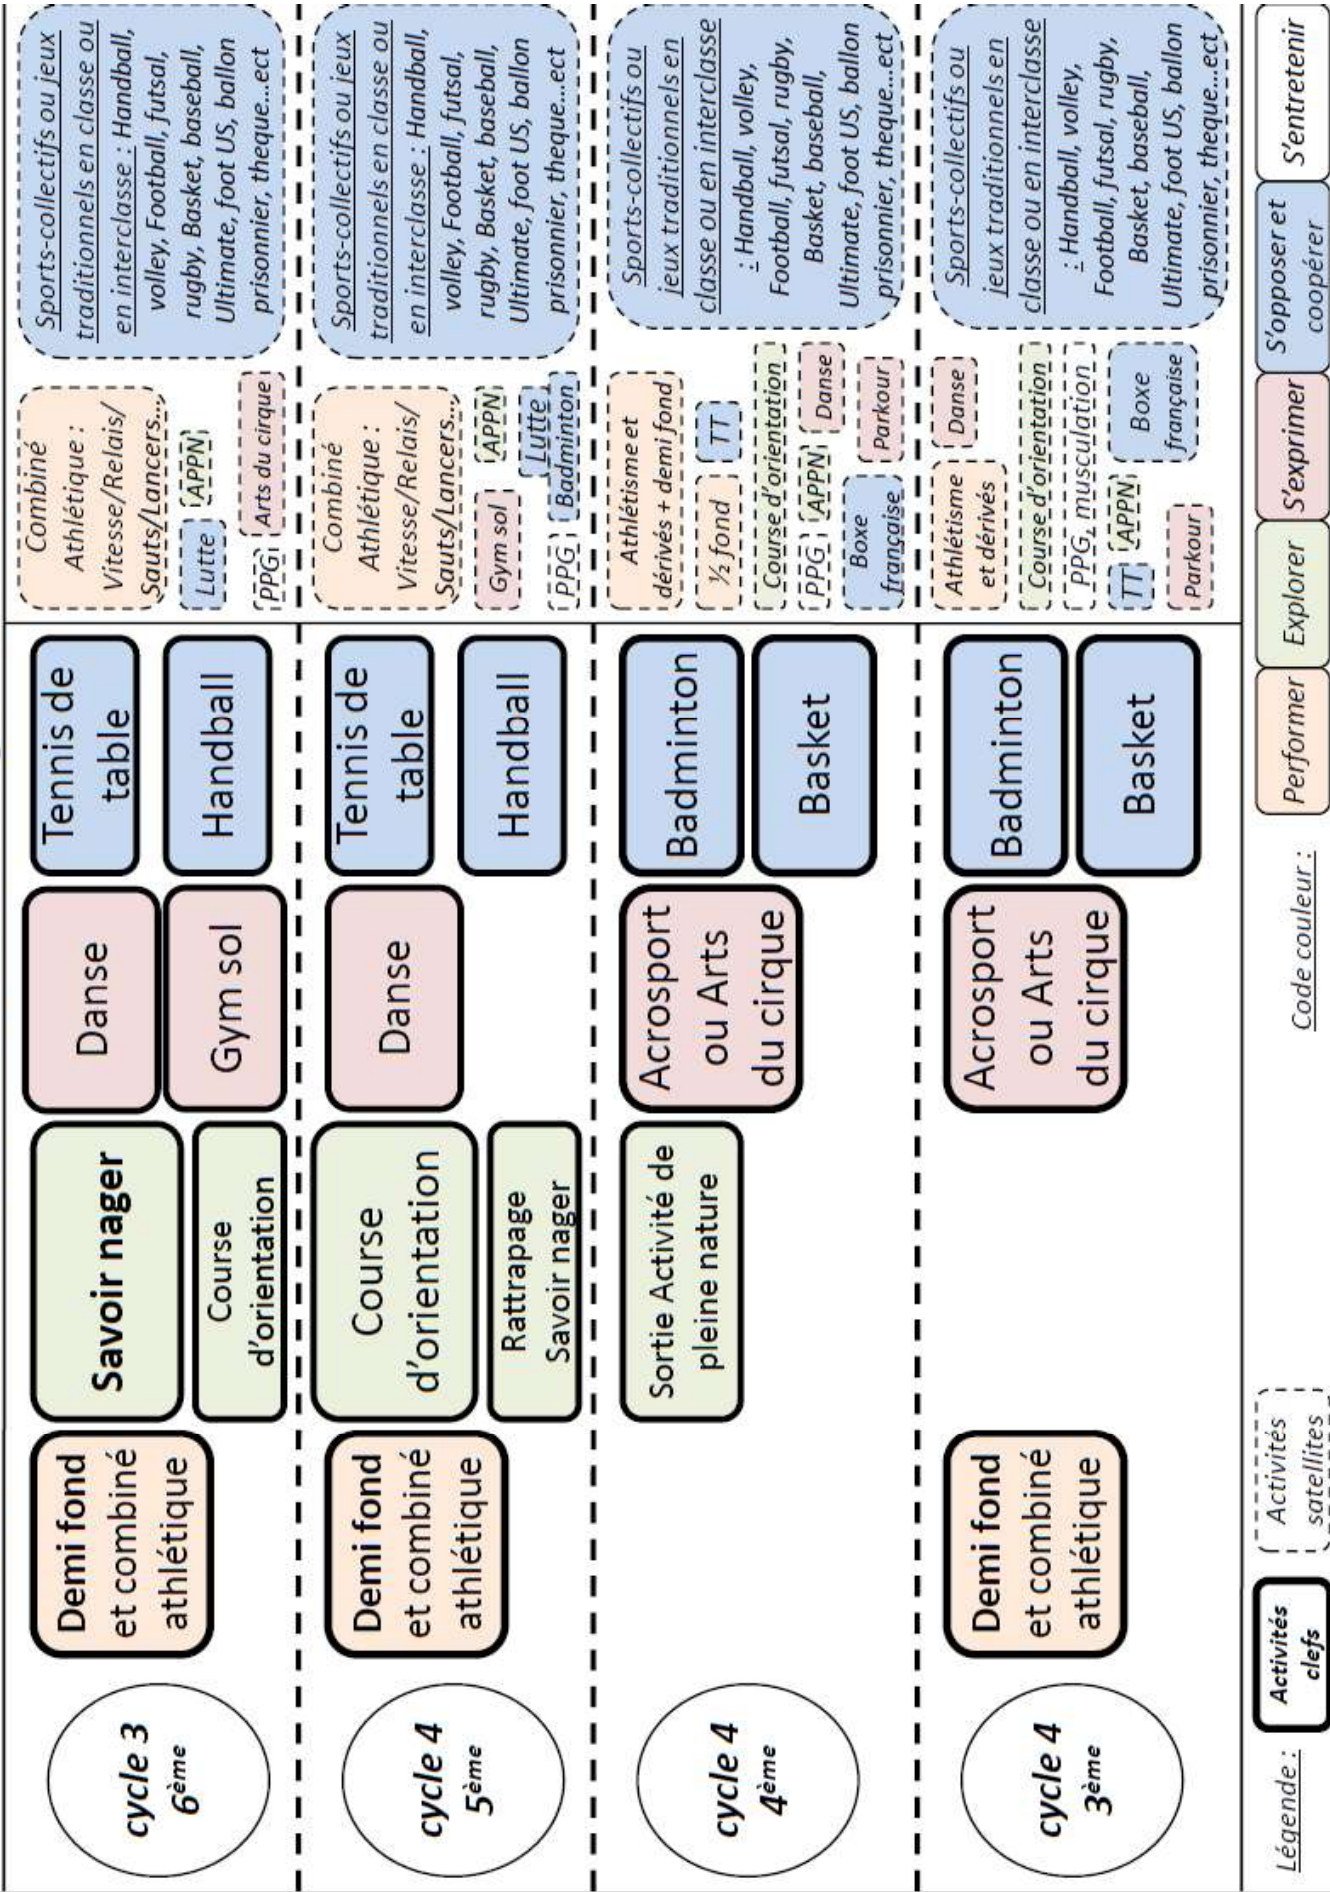 cycle 3
6ème
Demi fond
et combiné
athlétique
Savoir nager
Course
d'orientation
Danse
Gym sol
Tennis de
table
Handball
Combiné
Athlétique :
Vitesse/Relais/
Sauts/Lancers...
Lutte
APPN
PPG
Arts du cirque
Sports-collectifs ou jeux
traditionnels en classe ou
en interclasse : Handball,
volley, Football, futsal,
rugby, Basket, baseball,
Ultimate, foot US, ballon
prisonnier, theque...ect
cycle 4
5ème
Demi fond
et combiné
athlétique
Course
d'orientation
Rattrapage
Savoir nager
Danse
Tennis de
table
Handball
Combiné
Athlétique :
Vitesse/Relais/
Sauts/Lancers...
Gym sol
APPN
Lutte
PPG
Badminton
Sports-collectifs ou jeux
traditionnels en classe ou
en interclasse : Handball,
volley, Football, futsal,
rugby, Basket, baseball,
Ultimate, foot US, ballon
prisonnier, theque...ect
cycle 4
4ème
Sortie Activité de
pleine nature
Acrosport
ou Arts
du cirque
Badminton
Basket
Athlétisme et
dérivés + demi fond
½ fond
TT
Course d'orientation
PPG
APPN
Danse
Boxe
française
Parkour
Sports-collectifs ou
jeux traditionnels en
classe ou en interclasse
: Handball, volley,
Football, futsal, rugby,
Basket, baseball,
Ultimate, foot US, ballon
prisonnier, theque...ect
cycle 4
3ème
Demi fond
et combiné
athlétique
Acrosport
ou Arts
du cirque
Badminton
Basket
Athlétisme
et dérivés
Danse
Course d'orientation
PPG, musculation
TT
APPN
Boxe
française
Parkour
Sports-collectifs ou
jeux traditionnels en
classe ou en interclasse
: Handball, volley,
Football, futsal, rugby,
Basket, baseball,
Ultimate, foot US, ballon
prisonnier, theque...ect
Légende :
Activités
clefs
Activités
satellites
Code couleur :
Performer
Explorer
S'exprimer
S'opposer et
coopérer
S'entretenir